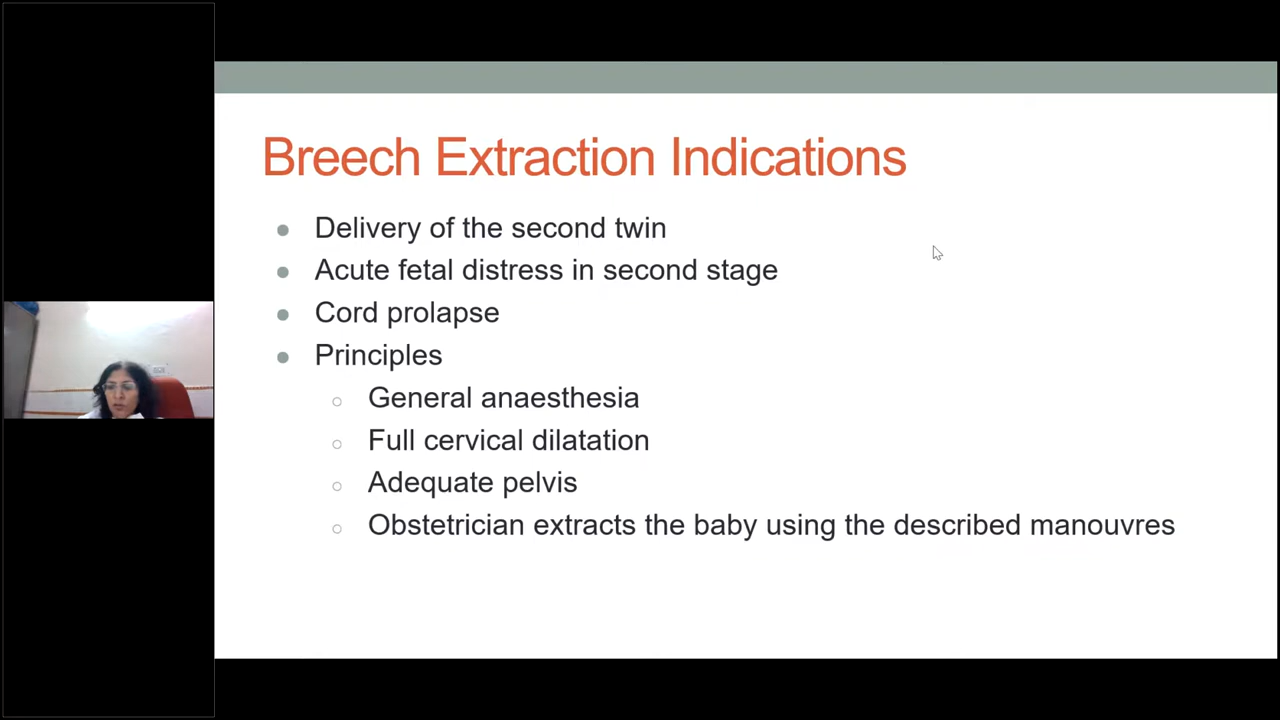 Breech Extraction Indications
Delivery of the second twin
Acute fetal distress in second stage
Cord prolapse
Principles
General anaesthesia
Full cervical dilatation
Adequate pelvis
Obstetrician extracts the baby using the described manouvres